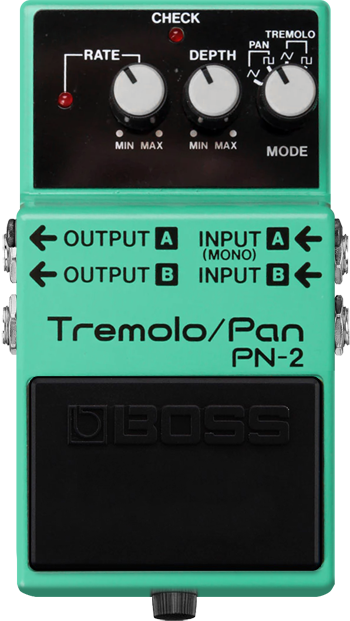 CHECK
RATE
DEPTH
PAN
TREMOLO
MIN MAX
MIN MAX
MODE
OUTPUT A
INPUT A
(MONO)
OUTPUT B
INPUT B
Tremolo/Pan
PN-2
BOSS